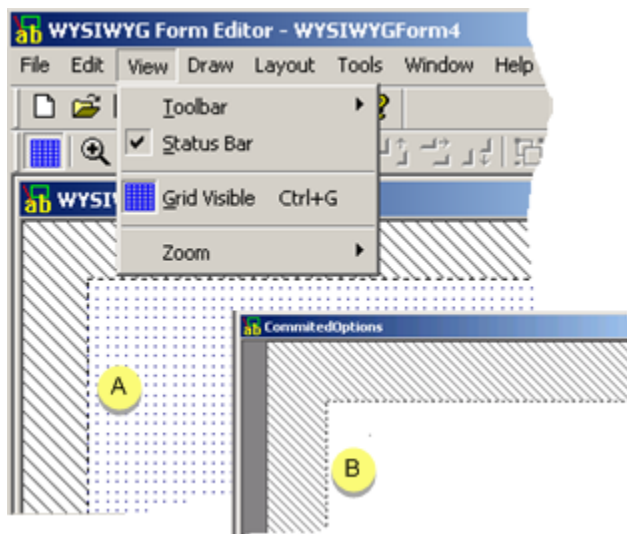 WYSIWYG Form Editor - WYSIWYGForm4
File Edit View Draw Layout Tools Window Help
Toolbar
Status Bar
WYSI
Grid Visible Ctrl+G
Zoom
CommitedOptions
A
B